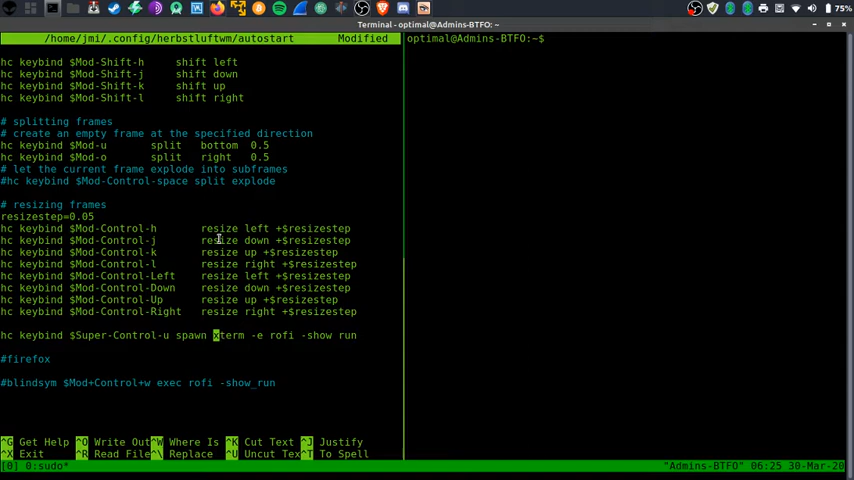 75%
Terminal - optimal@Admins-BTFO:~
/home/jmi/.config/herbstluftwm/autostart Modified
optimal@Admins-BTFO:~$
hc keybind $Mod-Shift-h shift left
hc keybind $Mod-Shift-j shift down
hc keybind $Mod-Shift-k shift up
hc keybind $Mod-Shift-l shift right
# splitting frames
# create an empty frame at the specified direction
hc keybind $Mod-u split bottom 0.5
hc keybind $Mod-o split right 0.5
# let the current frame explode into subframes
#hc keybind $Mod-Control-space split explode
# resizing frames
resizestep=0.05
hc keybind $Mod-Control-h resize left +$resizestep
hc keybind $Mod-Control-j resize down +$resizestep
hc keybind $Mod-Control-k resize up +$resizestep
hc keybind $Mod-Control-l resize right +$resizestep
hc keybind $Mod-Control-Left resize left +$resizestep
hc keybind $Mod-Control-Down resize down +$resizestep
hc keybind $Mod-Control-Up resize up +$resizestep
hc keybind $Mod-Control-Right resize right +$resizestep
hc keybind $Super-Control-u spawn xterm -e rofi -show run
#firefox
#blindsym $Mod+Control+w exec rofi -show_run
^G Get Help ^O Write Out ^W Where Is ^K Cut Text ^J Justify
^X Exit ^R Read File ^\ Replace ^U Uncut Tex ^T To Spell
[0] 0:sudo* "Admins-BTFO" 06:25 30-Mar-20